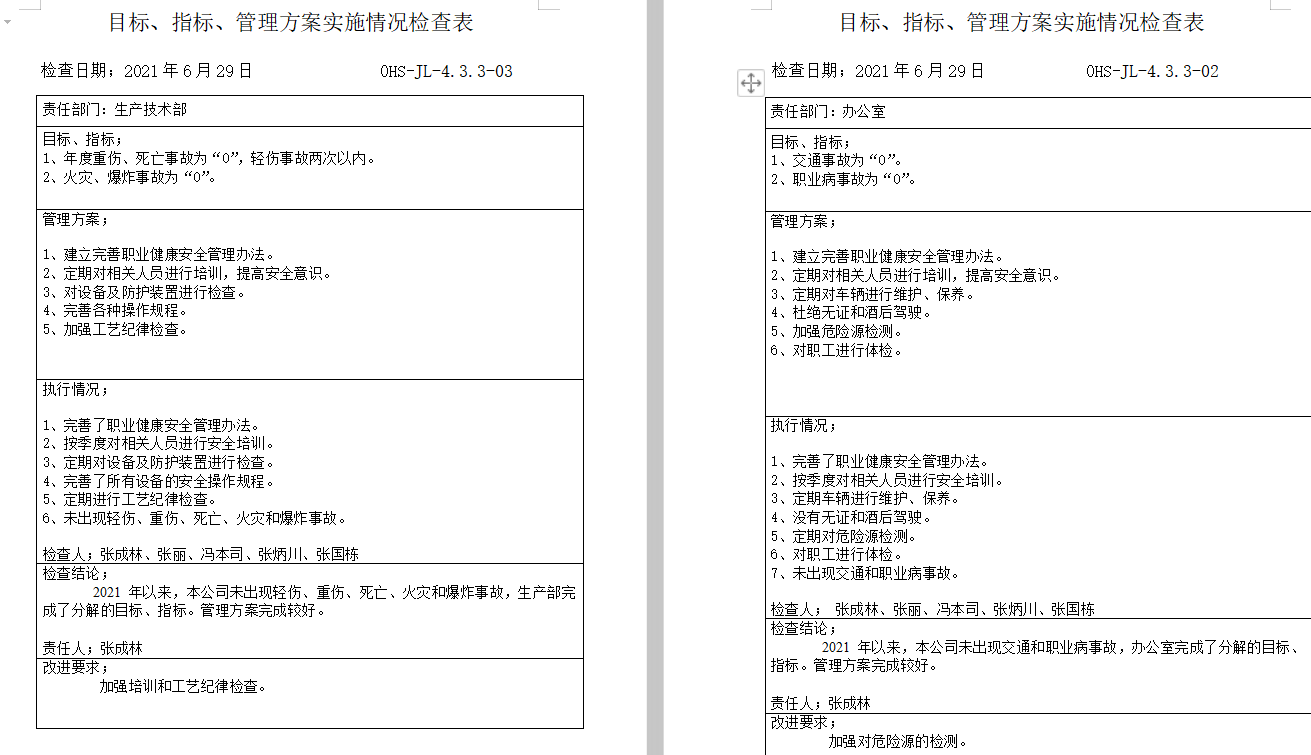 目标、指标、管理方案实施情况检查表
检查日期；2021 年 6 月 29 日 OHS-JL-4.3.3-03
责任部门：生产技术部
目标、指标；
1、年度重伤、死亡事故为“0”，轻伤事故两次以内。
2、火灾、爆炸事故为“0”。
管理方案；
1、建立完善职业健康安全管理办法。
2、定期对相关人员进行培训，提高安全意识。
3、对设备及防护装置进行检查。
4、完善各种操作规程。
5、加强工艺纪律检查。
执行情况；
1、完善了职业健康安全管理办法。
2、按季度对相关人员进行安全培训。
3、定期对设备及防护装置进行检查。
4、完善了所有设备的安全操作规程。
5、定期进行工艺纪律检查。
6、未出现轻伤、重伤、死亡、火灾和爆炸事故。
检查人；张成林、张丽、冯本司、张炳川、张国栋
检查结论；
2021 年以来，本公司未出现轻伤、重伤、死亡、火灾和爆炸事故，生产部完
成了分解的目标、指标。管理方案完成较好。
责任人；张成林
改进要求；
加强培训和工艺纪律检查。
目标、指标、管理方案实施情况检查表
检查日期；2021 年 6 月 29 日 OHS-JL-4.3.3-02
责任部门：办公室
目标、指标；
1、交通事故为“0”。
2、职业病事故为“0”。
管理方案；
1、建立完善职业健康安全管理办法。
2、定期对相关人员进行培训，提高安全意识。
3、定期对车辆进行维护、保养。
4、杜绝无证和酒后驾驶。
5、加强危险源检测。
6、对职工进行体检。
执行情况；
1、完善了职业健康安全管理办法。
2、按季度对相关人员进行安全培训。
3、定期车辆进行维护、保养。
4、没有无证和酒后驾驶。
5、定期对危险源检测。
6、对职工进行体检。
7、未出现交通和职业病事故。
检查人； 张成林、张丽、冯本司、张炳川、张国栋
检查结论；
2021 年以来，本公司未出现交通和职业病事故，办公室完成了分解的目标、
指标。管理方案完成较好。
责任人；张成林
改进要求；
加强对危险源的检测。